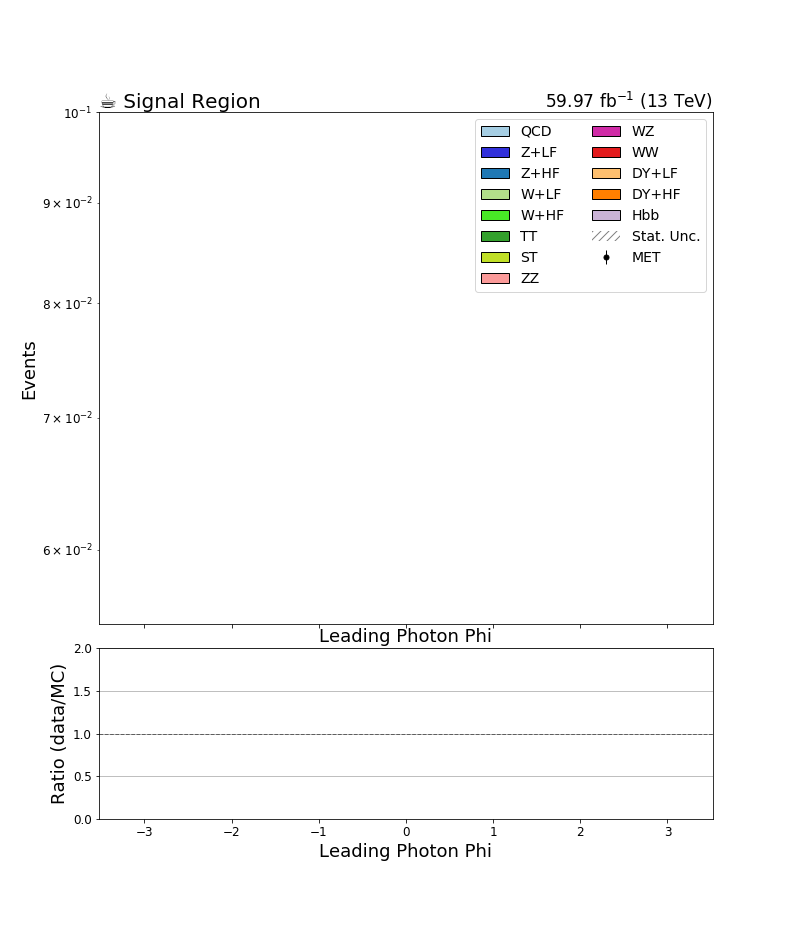 ☕ Signal Region 59.97 fb⁻¹ (13 TeV)
10⁻¹
9 × 10⁻²
8 × 10⁻²
7 × 10⁻²
6 × 10⁻²
Events
QCD
Z+LF
Z+HF
W+LF
W+HF
TT
ST
ZZ
WZ
WW
DY+LF
DY+HF
Hbb
Stat. Unc.
MET
Leading Photon Phi
2.0
1.5
1.0
0.5
0.0
Ratio (data/MC)
−3 −2 −1 0 1 2 3
Leading Photon Phi